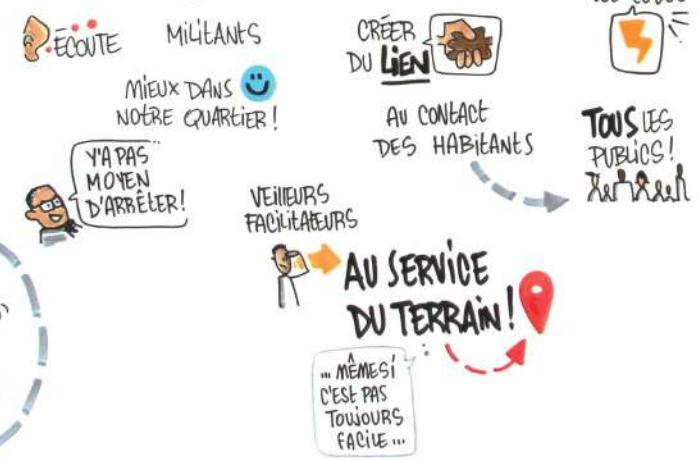 ÉCOUTE
MILITANTS
MIEUX DANS
NOTRE QUARTIER !
Y'A PAS
MOYEN
D'ARRÊTER !
CRÉER
DU LIEN
AU CONTACT
DES HABITANTS
TOUS LES
PUBLICS !
VEILLEURS
FACILITATEURS
AU SERVICE
DU TERRAIN !
... MÊME SI
C'EST PAS
TOUJOURS
FACILE ...